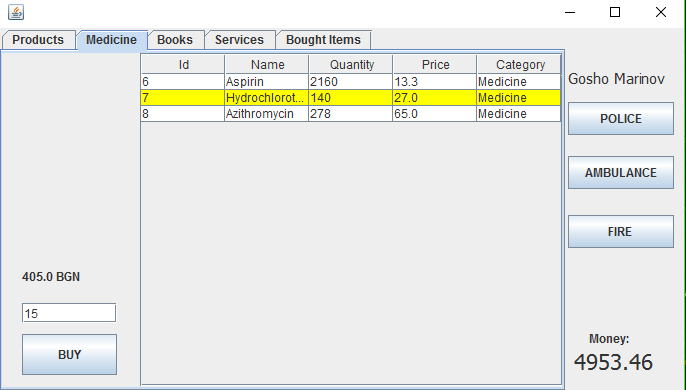 Products Medicine Books Services Bought Items
Id Name Quantity Price Category
6 Aspirin 2160 13.3 Medicine
7 Hydrochlorot... 140 27.0 Medicine
8 Azithromycin 278 65.0 Medicine
Gosho Marinov
POLICE
AMBULANCE
FIRE
405.0 BGN
15
BUY
Money:
4953.46